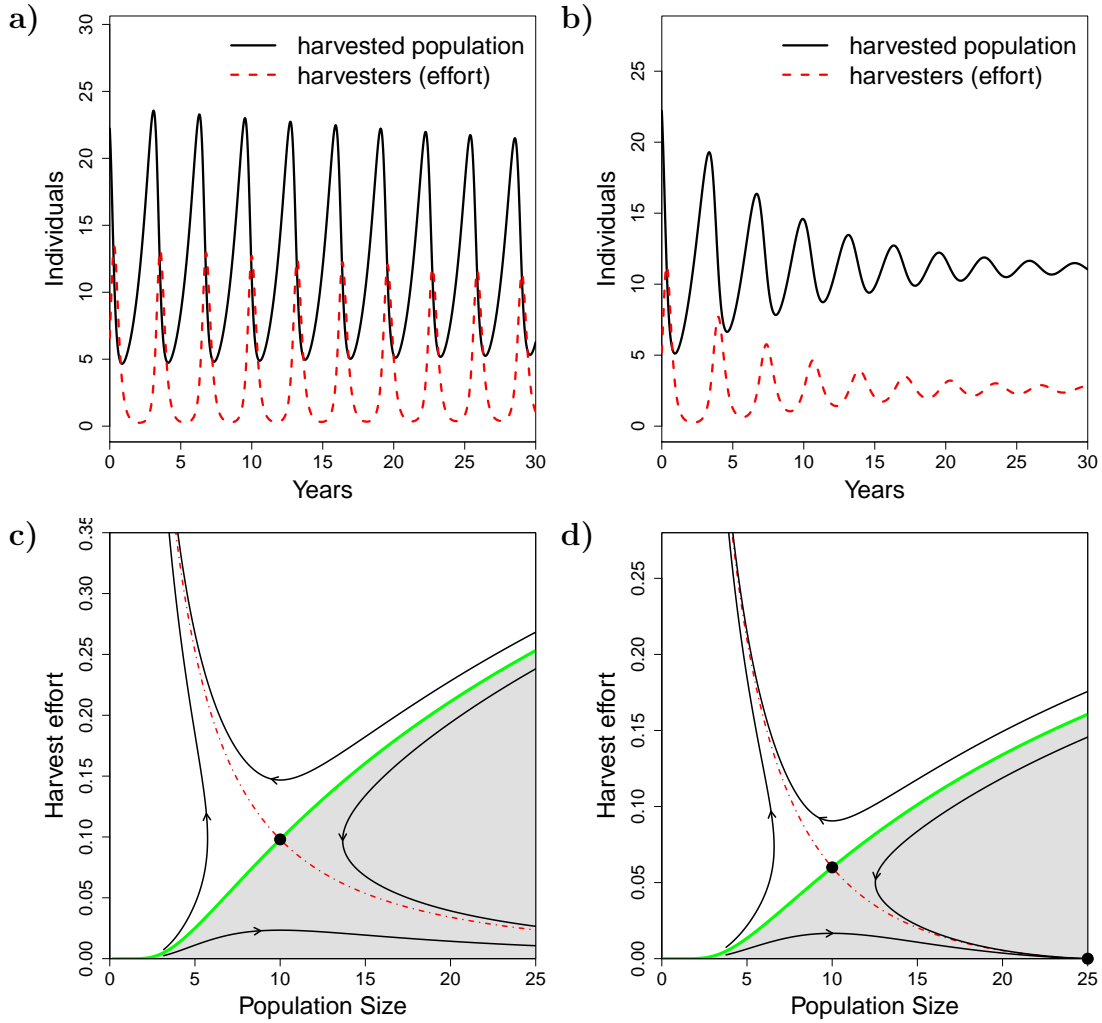 a)
harvested population
harvesters (effort)
Individuals
0 5 10 15 20 25 30
0 5 10 15 20 25 30
Years
b)
harvested population
harvesters (effort)
Individuals
0 5 10 15 20 25
0 5 10 15 20 25 30
Years
c)
Harvest effort
0.00 0.05 0.10 0.15 0.20 0.25 0.30 0.35
0 5 10 15 20 25
Population Size
d)
Harvest effort
0.00 0.05 0.10 0.15 0.20 0.25
0 5 10 15 20 25
Population Size